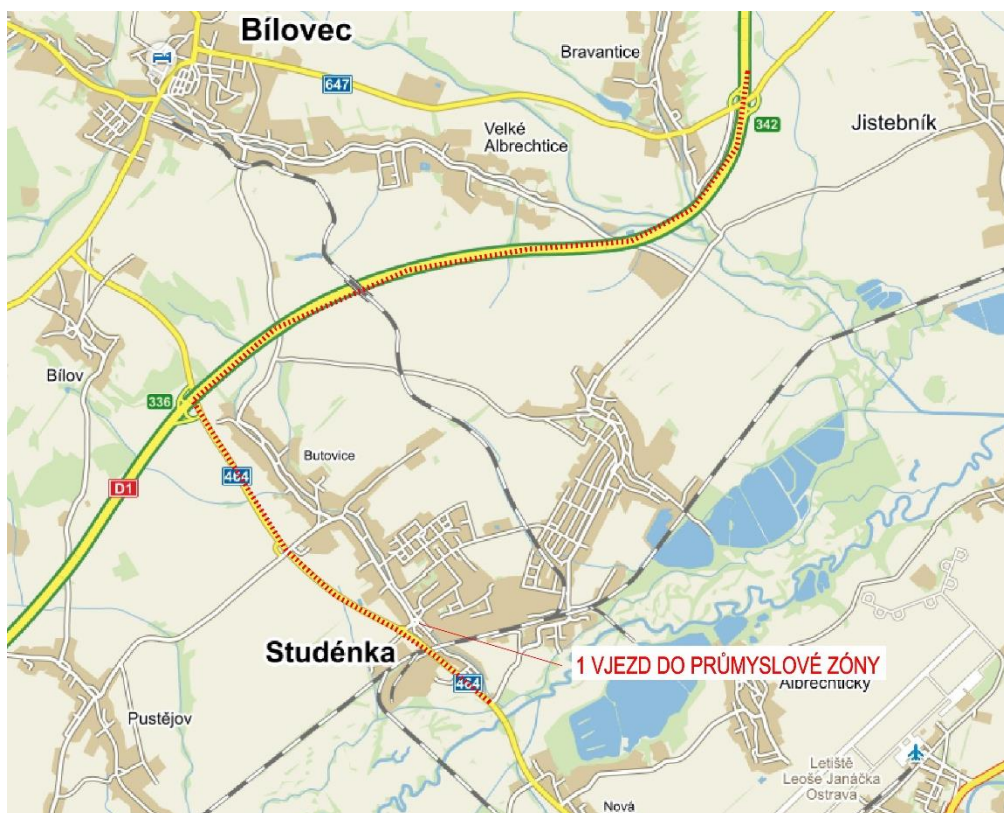 Bílovec
Bravantice
647
342
Jistebník
Velké
Albrechtice
Bílov
336
Butovice
464
D1
Studénka
1 VJEZD DO PRŮMYSLOVÉ ZÓNY
464
Albrechtičky
Pustějov
Letiště
Leoše Janáčka
Ostrava
Nová